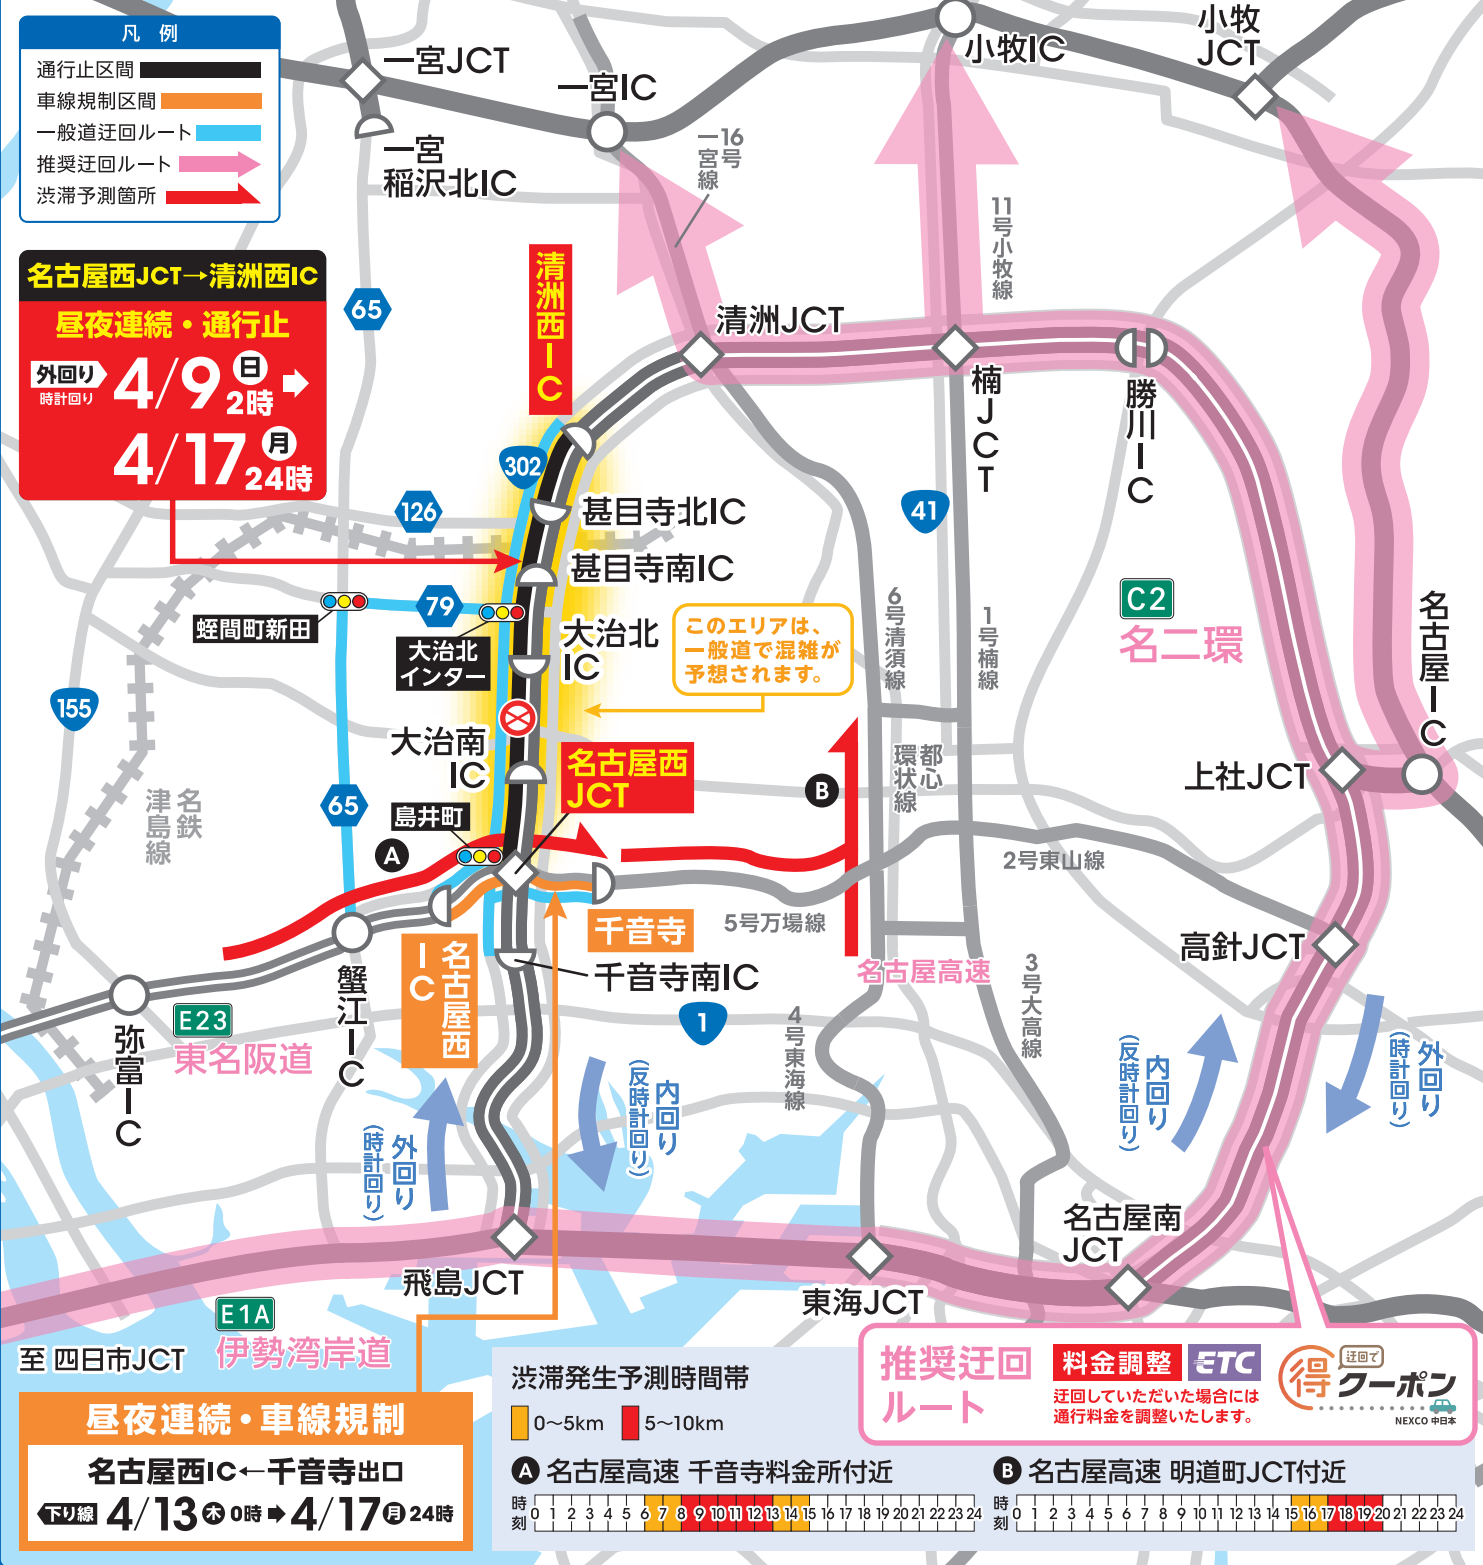 凡 例
通行止区間
車線規制区間
一般道迂回ルート
推奨迂回ルート
渋滞予測箇所
名古屋西JCT→清洲西IC
昼夜連続・通行止
外回り
時計回り
4/9
日
2時
4/17
月
24時
一宮JCT
一宮
稲沢北IC
一宮IC
小牧IC
小牧
JCT
16号
一宮線
11号小牧線
清洲西IC
清洲JCT
楠JCT
勝川IC
65
302
126
41
甚目寺北IC
甚目寺南IC
79
蛭間町新田
大治北
インター
大治北
IC
このエリアは、
一般道で混雑が
予想されます。
6号清須線
1号楠線
C2
名二環
名古屋IC
155
大治南
IC
名古屋西
JCT
都心
環状線
上社JCT
B
65
島井町
A
名鉄
津島線
2号東山線
5号万場線
千音寺
名古屋西
IC
千音寺南IC
名古屋高速
高針JCT
蟹江IC
弥富IC
E23
東名阪道
1
4号東海線
3号大高線
内回り
(反時計回り)
外回り
(時計回り)
内回り
(反時計回り)
外回り
(時計回り)
飛島JCT
東海JCT
名古屋南
JCT
E1A
伊勢湾岸道
至 四日市JCT
推奨迂回
ルート
料金調整
ETC
迂回していただいた場合には
通行料金を調整いたします。
得
迂回で
クーポン
NEXCO 中日本
昼夜連続・車線規制
名古屋西IC←千音寺出口
下り線 4/13 木 0時 → 4/17 月 24時
渋滞発生予測時間帯
0〜5km
5〜10km
A 名古屋高速 千音寺料金所付近
時刻 0 1 2 3 4 5 6 7 8 9 10 11 12 13 14 15 16 17 18 19 20 21 22 23 24
B 名古屋高速 明道町JCT付近
時刻 0 1 2 3 4 5 6 7 8 9 10 11 12 13 14 15 16 17 18 19 20 21 22 23 24